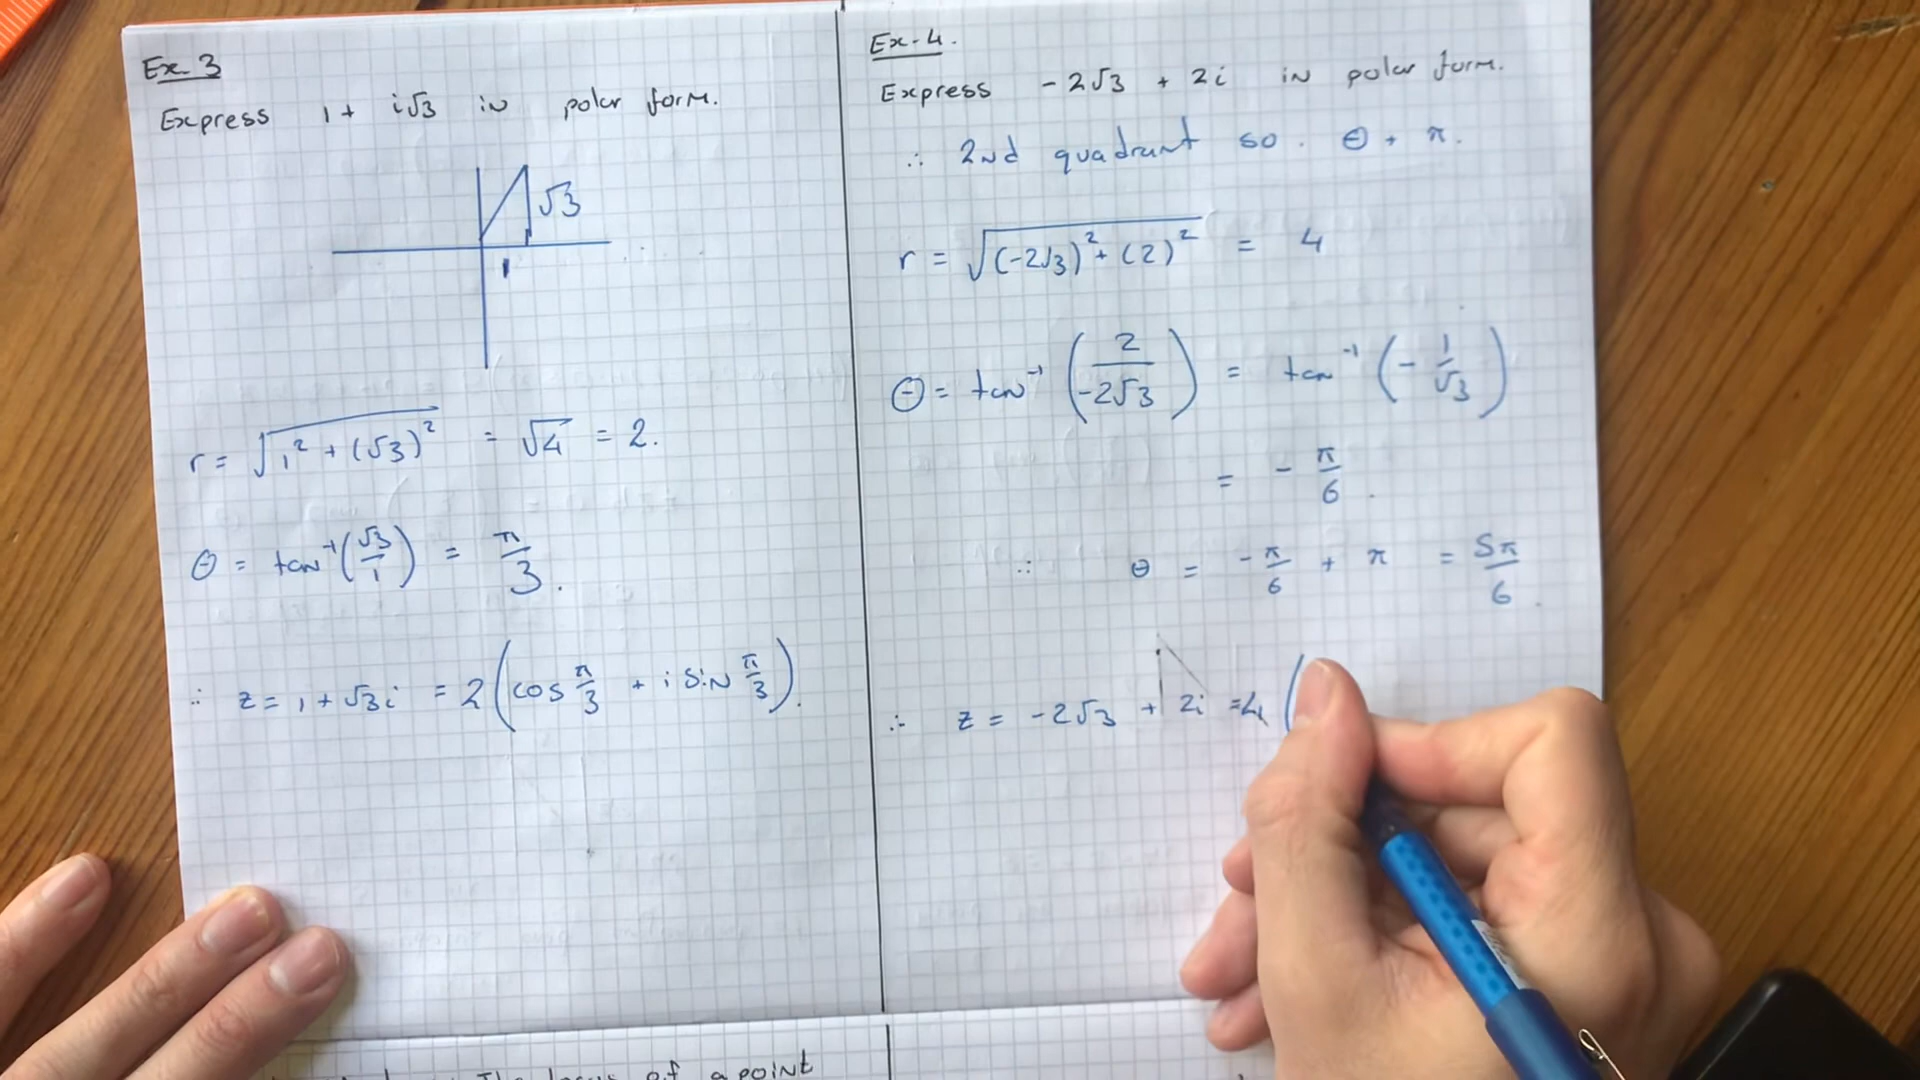 Ex. 3
Express 1 + i√3 in polar form.
√3
1
r = √(1² + (√3)²) = √4 = 2.
θ = tan⁻¹(√3/1) = π/3.
∴ z = 1 + √3i = 2(cos π/3 + i sin π/3).
Ex. 4.
Express -2√3 + 2i in polar form.
∴ 2nd quadrant so. θ + π.
r = √((-2√3)² + (2)²) = 4
θ = tan⁻¹(2/-2√3) = tan⁻¹(-1/√3)
= -π/6.
∴ θ = -π/6 + π = 5π/6.
∴ z = -2√3 + 2i = 4(
of a point